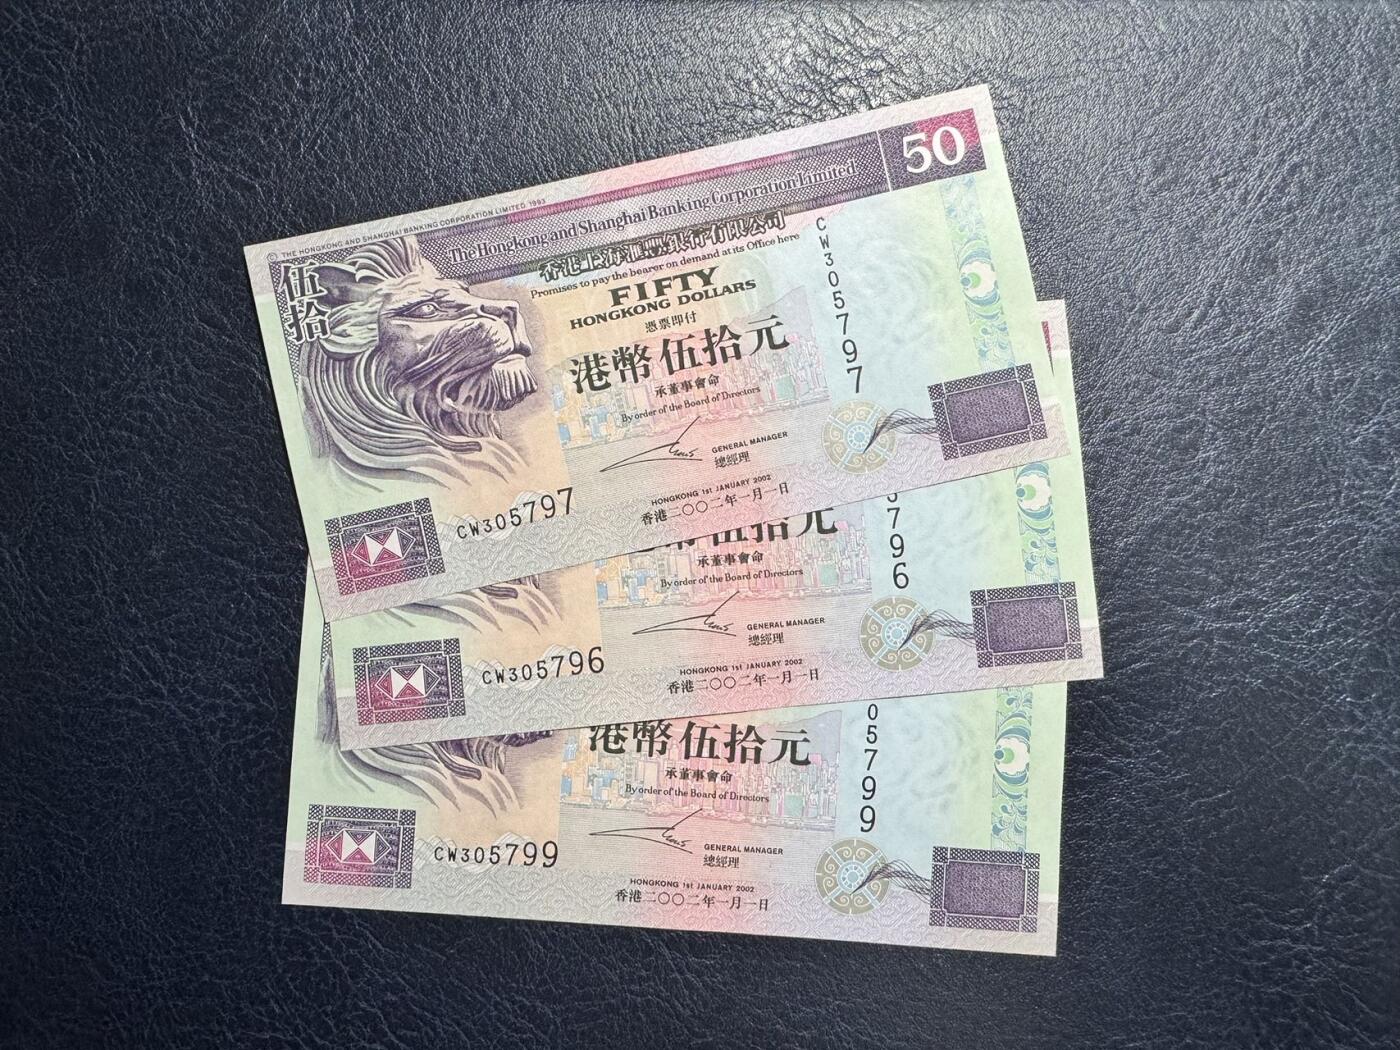 © THE HONGKONG AND SHANGHAI BANKING CORPORATION LIMITED 1993
50
The Hongkong and Shanghai Banking Corporation Limited
伍拾
香港上海滙豐銀行有限公司
Promises to pay the bearer on demand at its Office here
FIFTY
HONGKONG DOLLARS
憑票即付
港幣伍拾元
承董事會命
By order of the Board of Directors
CW305797
GENERAL MANAGER
總經理
HONGKONG 1st JANUARY 2002
香港二〇〇二年一月一日
CW305797
伍拾元
5796
承董事會命
By order of the Board of Directors
GENERAL MANAGER
總經理
HONGKONG 1st JANUARY 2002
香港二〇〇二年一月一日
CW305796
港幣伍拾元
05799
承董事會命
By order of the Board of Directors
GENERAL MANAGER
總經理
HONGKONG 1st JANUARY 2002
香港二〇〇二年一月一日
CW305799